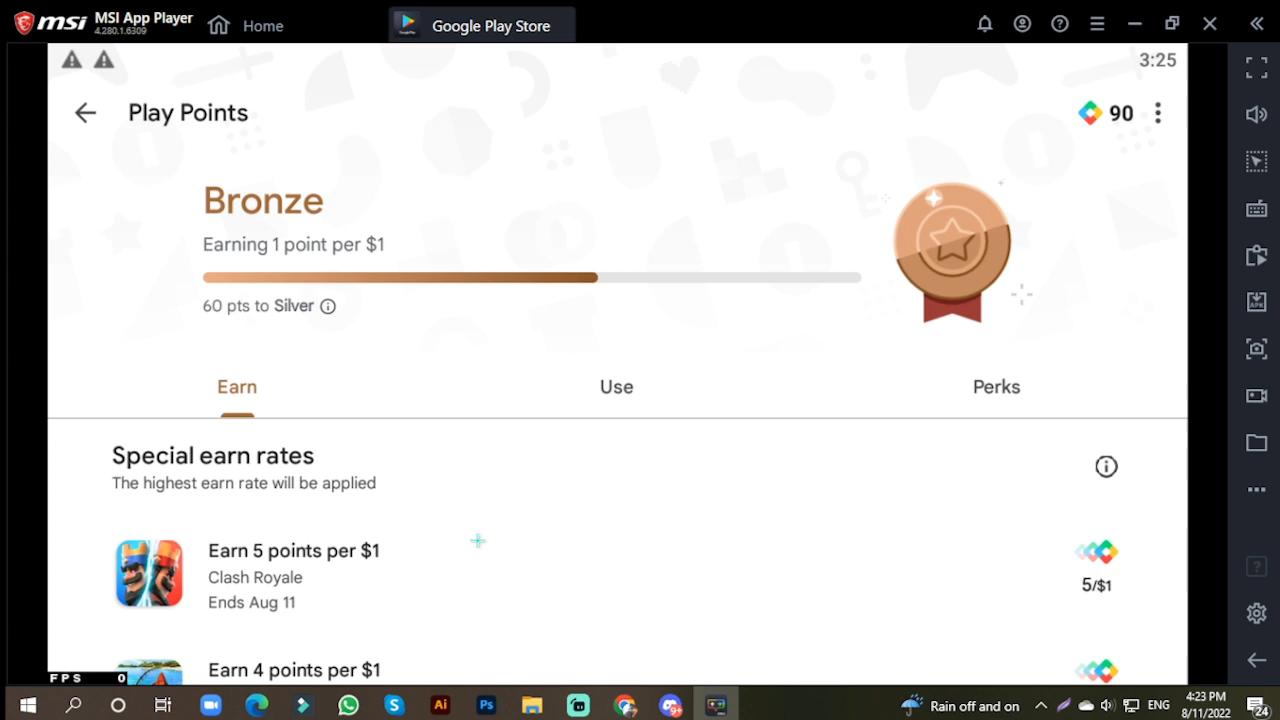 msi MSI App Player
4.280.1.6309
Home
Google Play Store
3:25
Play Points
90
Bronze
Earning 1 point per $1
60 pts to Silver
Earn
Use
Perks
Special earn rates
The highest earn rate will be applied
Earn 5 points per $1
Clash Royale
Ends Aug 11
5/$1
Earn 4 points per $1
FPS 0
Ai
Ps
Rain off and on
ENG
4:23 PM
8/11/2022
24